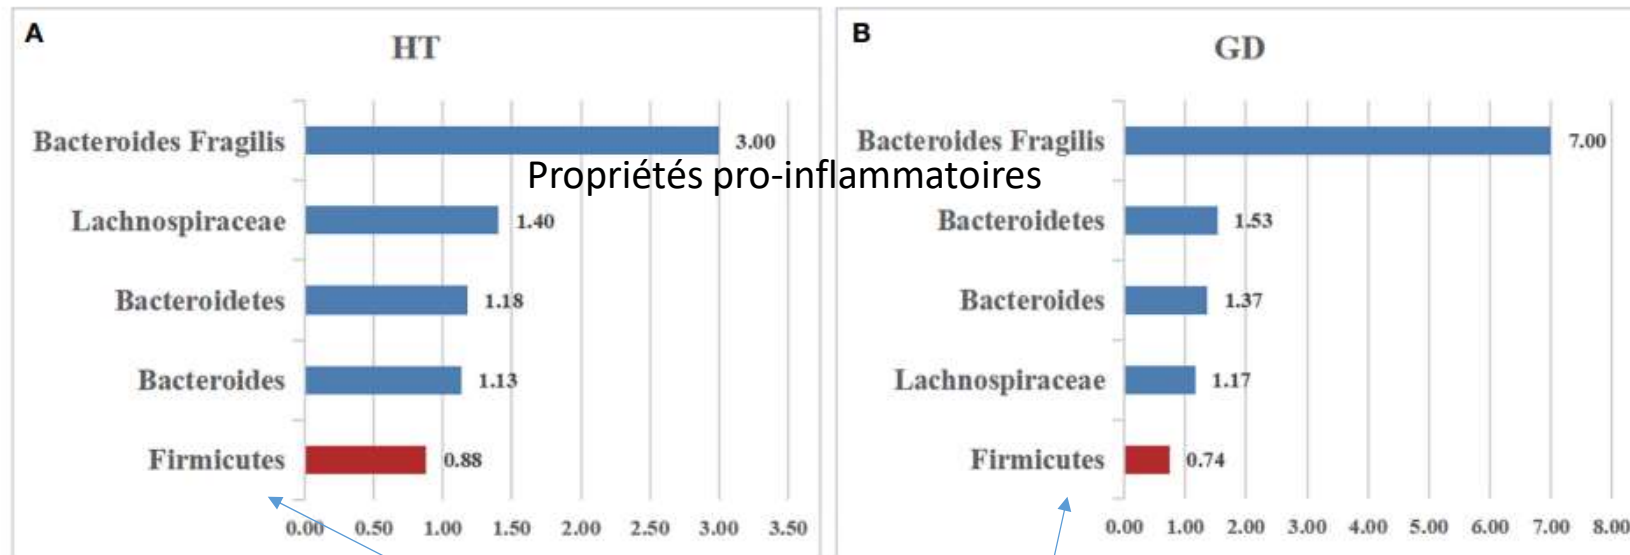 A
HT
Bacteroides Fragilis
3.00
Lachnospiraceae
1.40
Bacteroidetes
1.18
Bacteroides
1.13
Firmicutes
0.88
0.00 0.50 1.00 1.50 2.00 2.50 3.00 3.50
Propriétés pro-inflammatoires
B
GD
Bacteroides Fragilis
7.00
Bacteroidetes
1.53
Bacteroides
1.37
Lachnospiraceae
1.17
Firmicutes
0.74
0.00 1.00 2.00 3.00 4.00 5.00 6.00 7.00 8.00